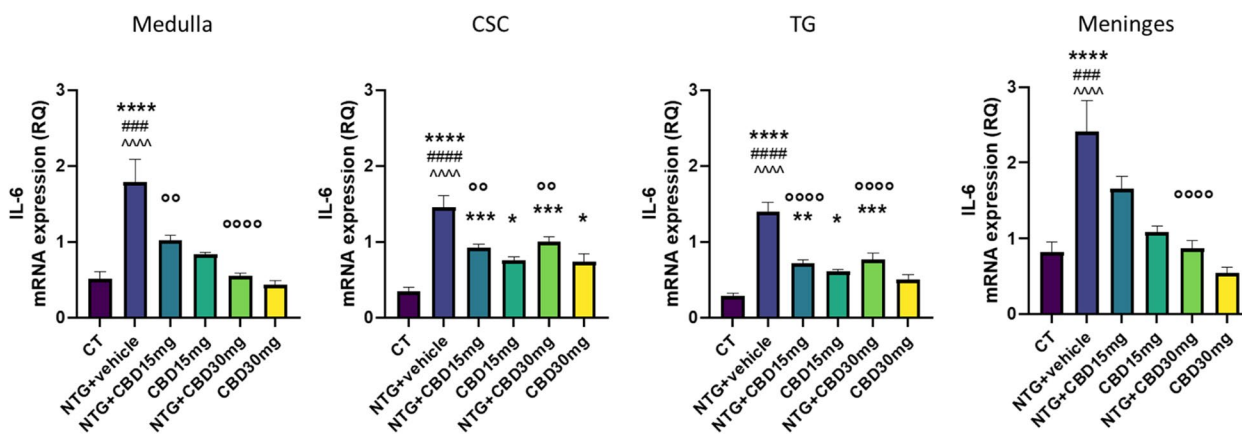 Medulla
CSC
TG
Meninges
IL-6
mRNA expression (RQ)
3
2
1
0
****
###
^^^^
°°
°°°°
CT
NTG+vehicle
NTG+CBD15mg
CBD15mg
NTG+CBD30mg
CBD30mg
IL-6
mRNA expression (RQ)
3
2
1
0
****
####
^^^^
°°
***
*
°°
***
*
CT
NTG+vehicle
NTG+CBD15mg
CBD15mg
NTG+CBD30mg
CBD30mg
IL-6
mRNA expression (RQ)
3
2
1
0
****
####
^^^^
°°°°
**
*
°°°°
***
CT
NTG+vehicle
NTG+CBD15mg
CBD15mg
NTG+CBD30mg
CBD30mg
IL-6
mRNA expression (RQ)
3
2
1
0
****
###
^^^^
°°°°
CT
NTG+vehicle
NTG+CBD15mg
CBD15mg
NTG+CBD30mg
CBD30mg